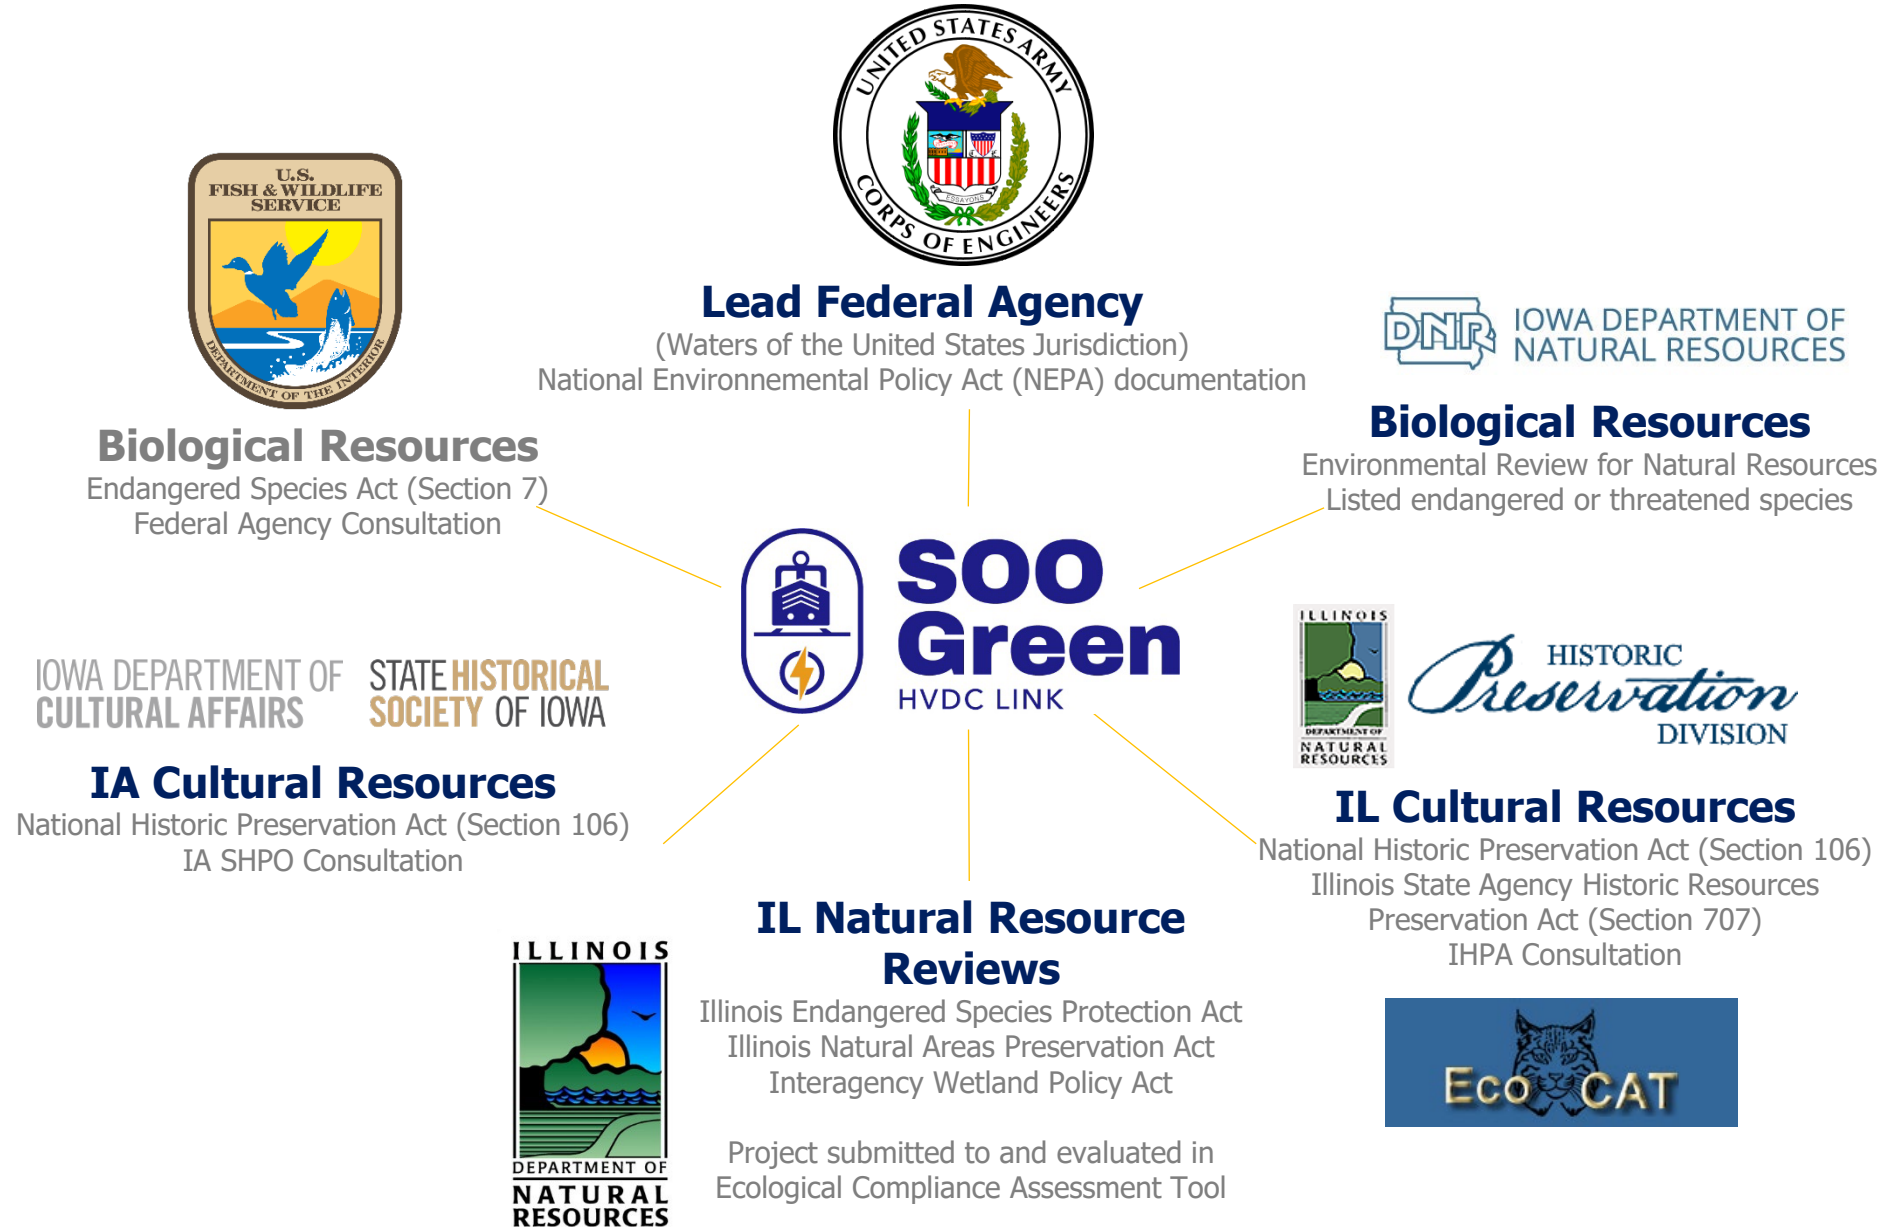 UNITED STATES ARMY
CORPS OF ENGINEERS
ESSAYONS
Lead Federal Agency
(Waters of the United States Jurisdiction)
National Environnemental Policy Act (NEPA) documentation
U.S.
FISH & WILDLIFE
SERVICE
DEPARTMENT OF THE INTERIOR
Biological Resources
Endangered Species Act (Section 7)
Federal Agency Consultation
DNR
IOWA DEPARTMENT OF
NATURAL RESOURCES
Biological Resources
Environmental Review for Natural Resources
Listed endangered or threatened species
SOO
Green
HVDC LINK
IOWA DEPARTMENT OF
CULTURAL AFFAIRS
STATE HISTORICAL
SOCIETY OF IOWA
IA Cultural Resources
National Historic Preservation Act (Section 106)
IA SHPO Consultation
ILLINOIS
DEPARTMENT OF
NATURAL
RESOURCES
HISTORIC
Preservation
DIVISION
IL Cultural Resources
National Historic Preservation Act (Section 106)
Illinois State Agency Historic Resources
Preservation Act (Section 707)
IHPA Consultation
ILLINOIS
DEPARTMENT OF
NATURAL
RESOURCES
IL Natural Resource
Reviews
Illinois Endangered Species Protection Act
Illinois Natural Areas Preservation Act
Interagency Wetland Policy Act
Project submitted to and evaluated in
Ecological Compliance Assessment Tool
ECOCAT